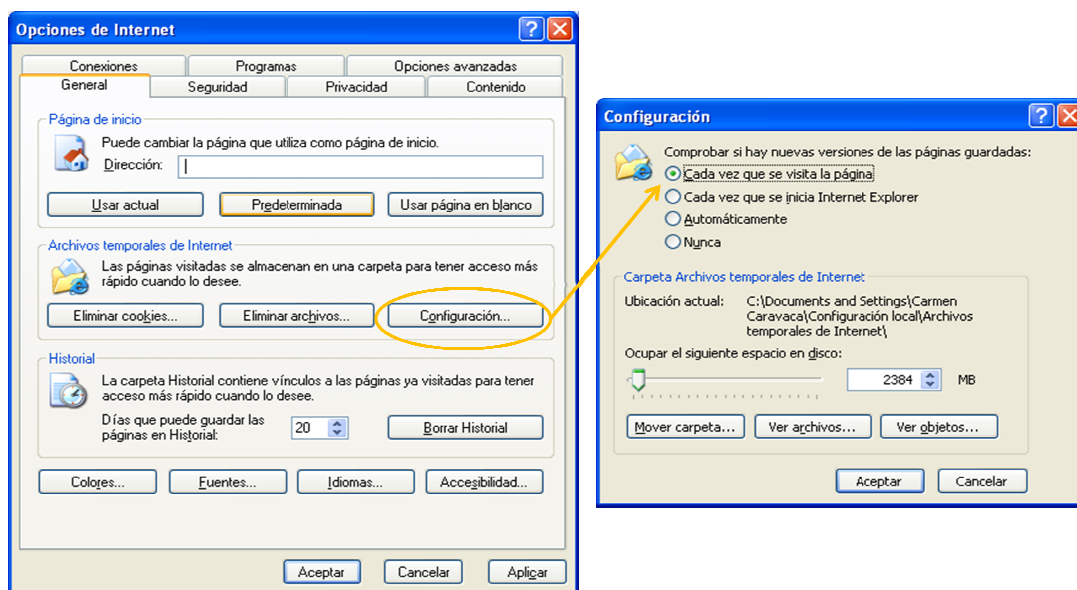 Opciones de Internet
Conexiones
Programas
Opciones avanzadas
General
Seguridad
Privacidad
Contenido
Página de inicio
Puede cambiar la página que utiliza como página de inicio.
Dirección:
Usar actual
Predeterminada
Usar página en blanco
Archivos temporales de Internet
Las páginas visitadas se almacenan en una carpeta para tener acceso más
rápido cuando lo desee.
Eliminar cookies...
Eliminar archivos...
Configuración...
Historial
La carpeta Historial contiene vínculos a las páginas ya visitadas para tener
acceso más rápido cuando lo desee.
Días que puede guardar las
páginas en Historial:
20
Borrar Historial
Colores...
Fuentes...
Idiomas...
Accesibilidad...
Aceptar
Cancelar
Aplicar
Configuración
Comprobar si hay nuevas versiones de las páginas guardadas:
Cada vez que se visita la página
Cada vez que se inicia Internet Explorer
Automáticamente
Nunca
Carpeta Archivos temporales de Internet
Ubicación actual:
C:\Documents and Settings\Carmen
Caravaca\Configuración local\Archivos
temporales de Internet\
Ocupar el siguiente espacio en disco:
2384 MB
Mover carpeta...
Ver archivos...
Ver objetos...
Aceptar
Cancelar